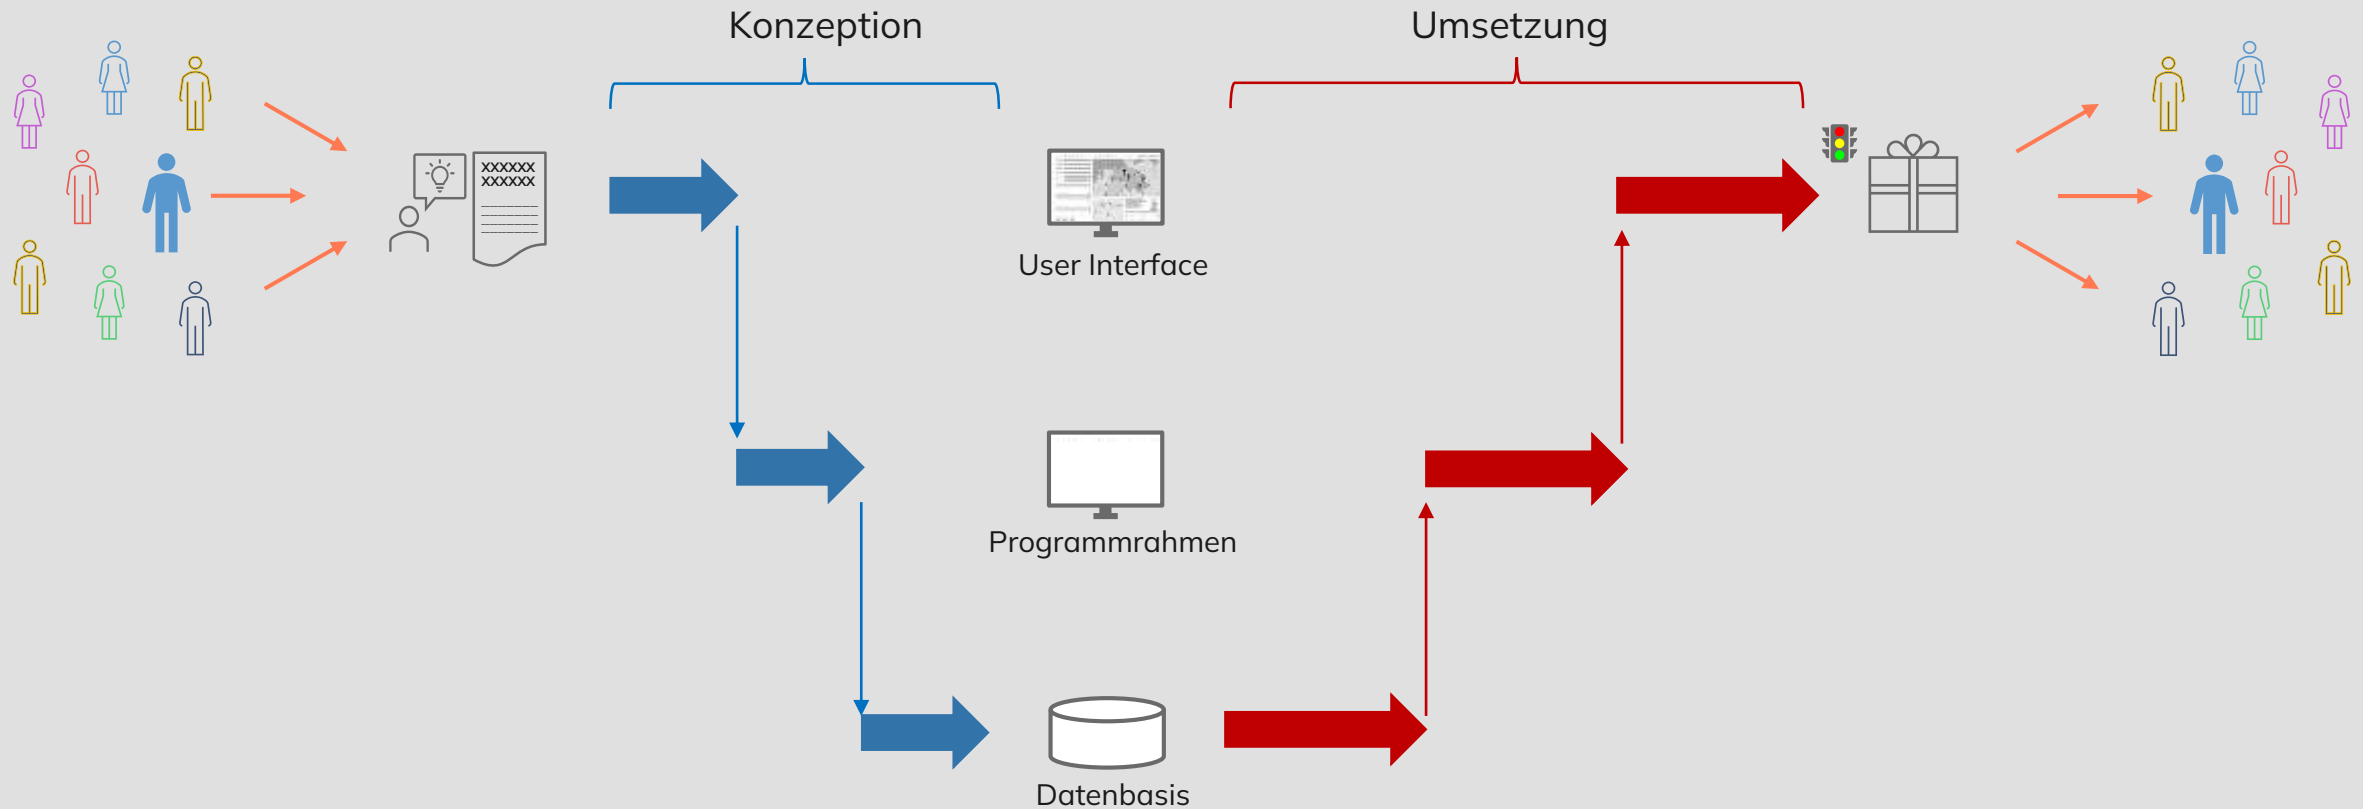 Konzeption
Umsetzung
XXXXXX
XXXXXX
User Interface
Programmrahmen
Datenbasis